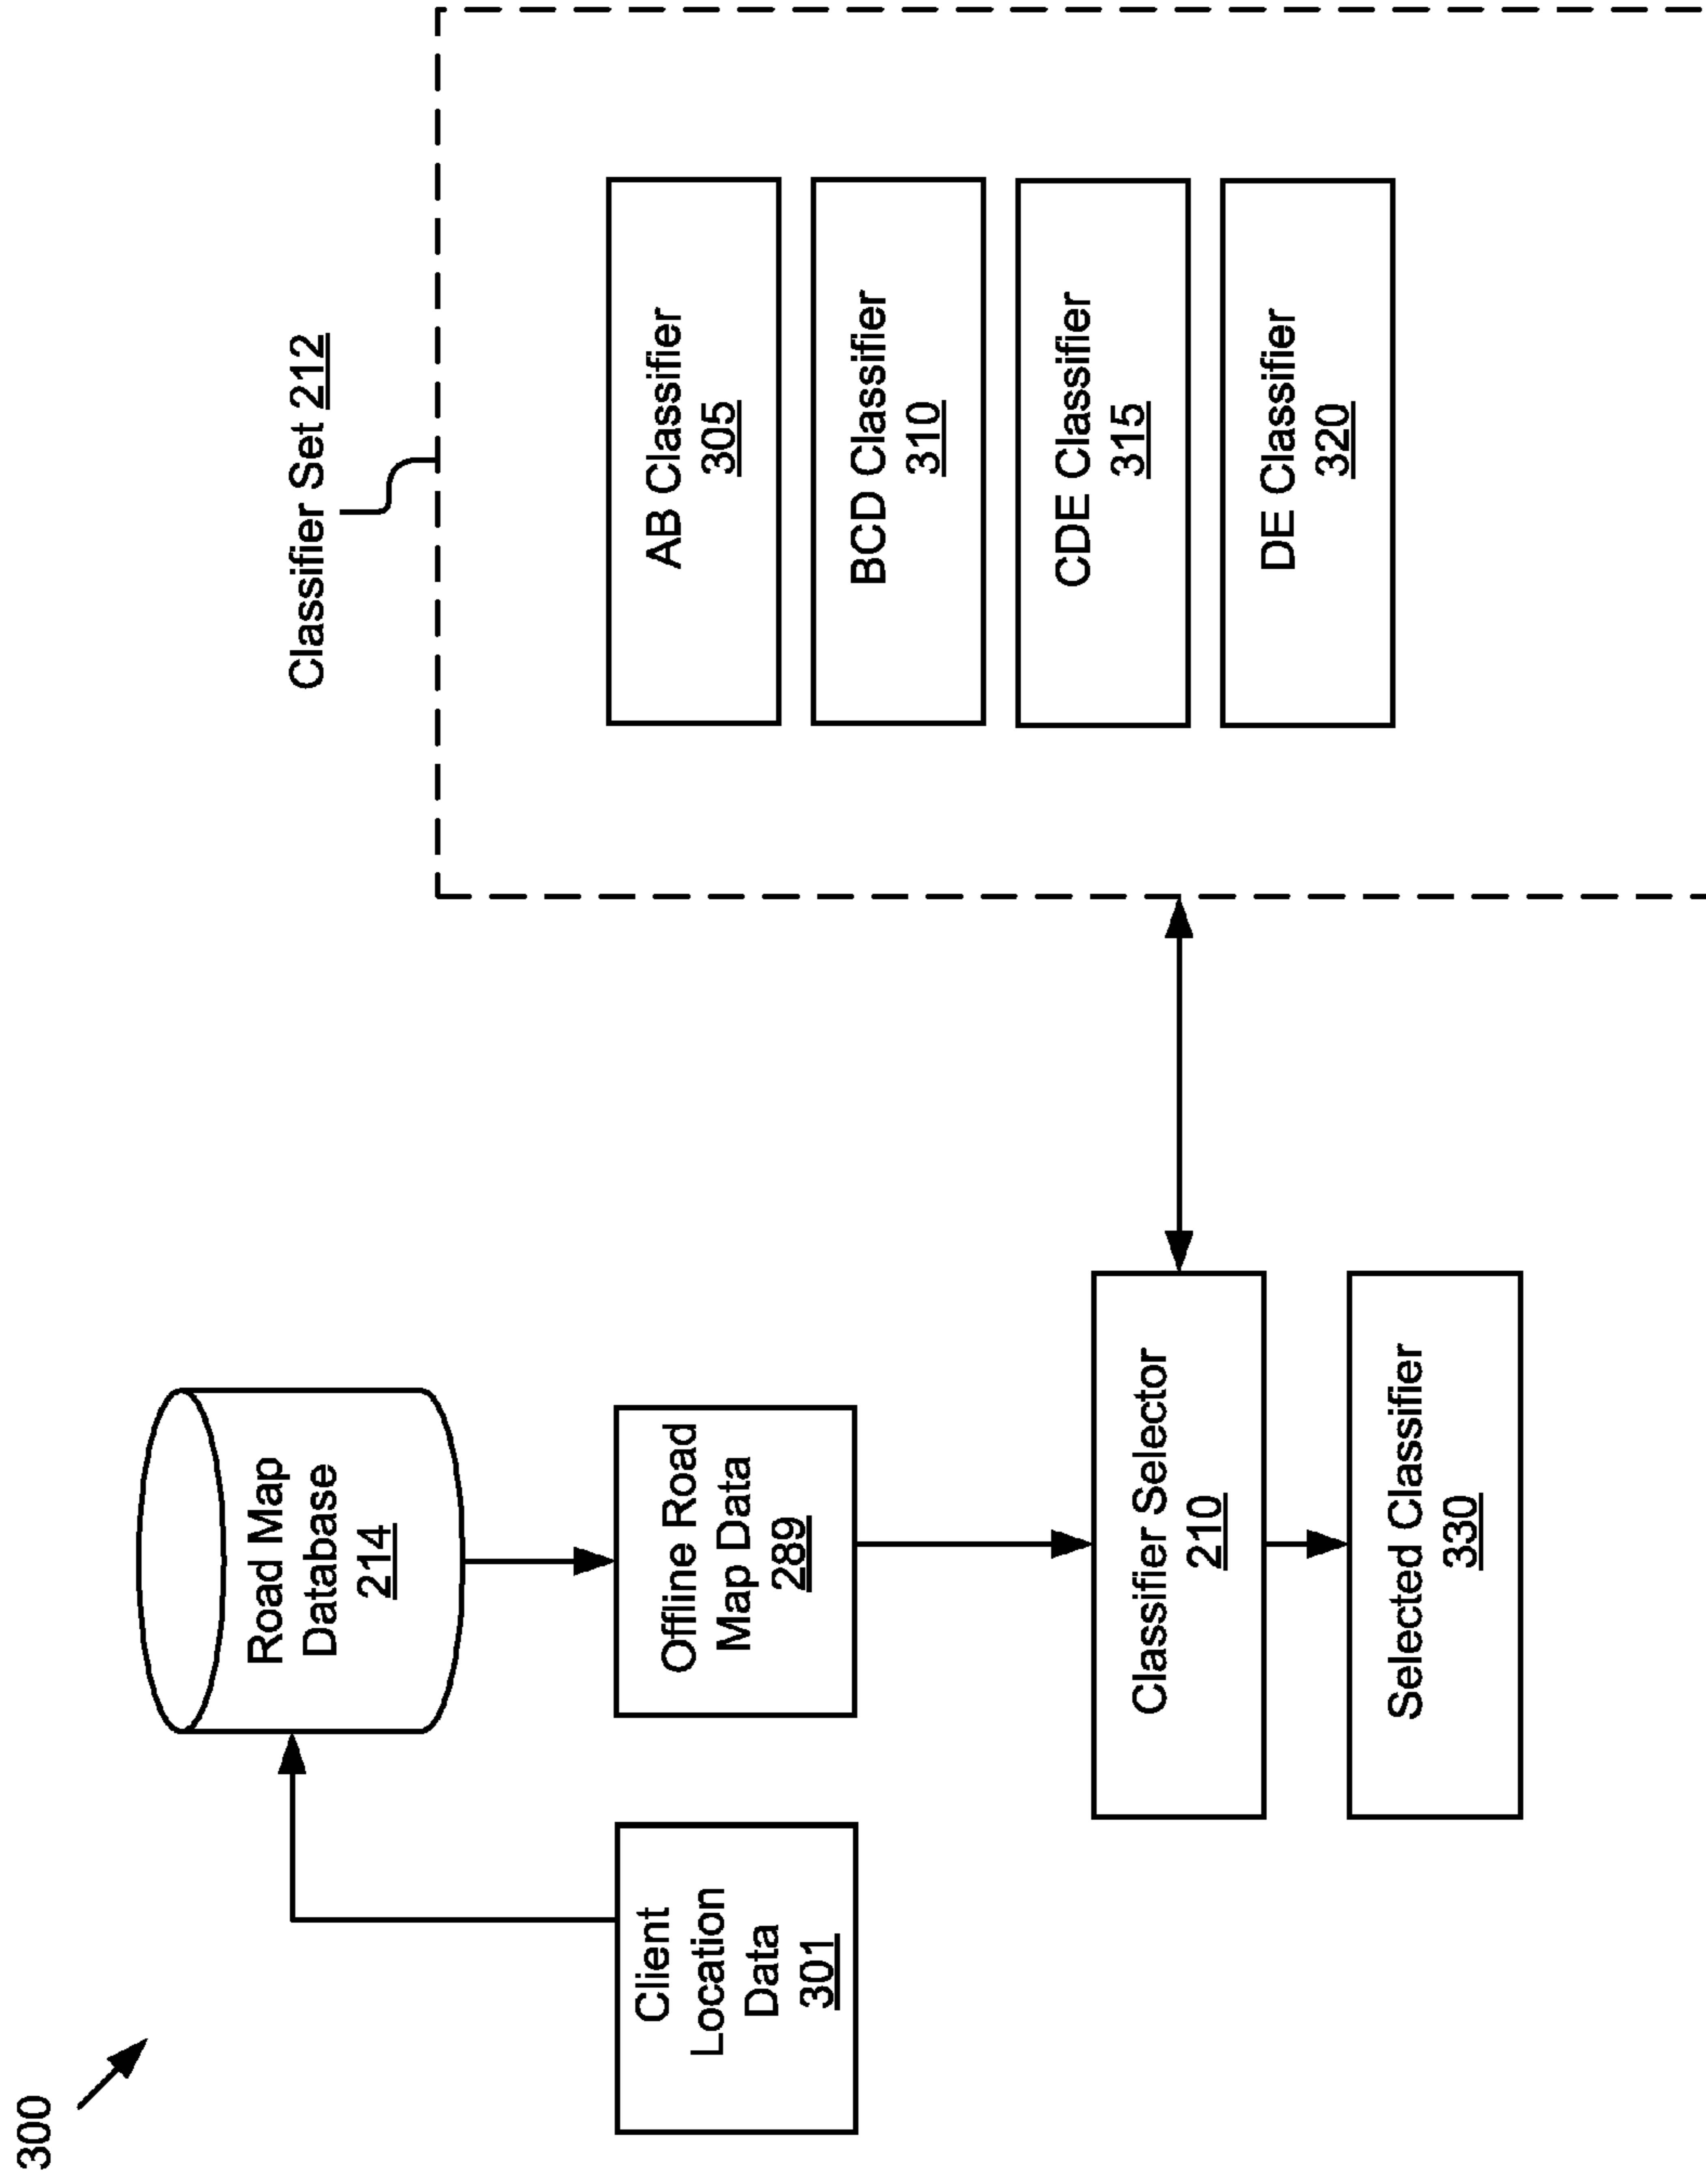 300
Client
Location
Data
301
Road Map
Database
214
Offline Road
Map Data
289
Classifier Selector
210
Selected Classifier
330
Classifier Set 212
AB Classifier
305
BCD Classifier
310
CDE Classifier
315
DE Classifier
320